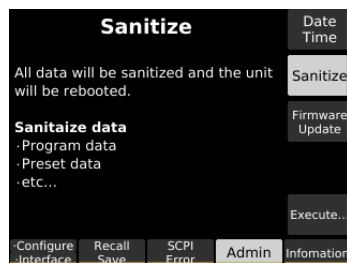 Sanitize
All data will be sanitized and the unit
will be rebooted.
Sanitaize data
·Program data
·Preset data
·etc...
Date
Time
Sanitize
Firmware
Update
Execute...
·Configure
·Interface
Recall
Save
SCPI
Error
Admin
Infomation